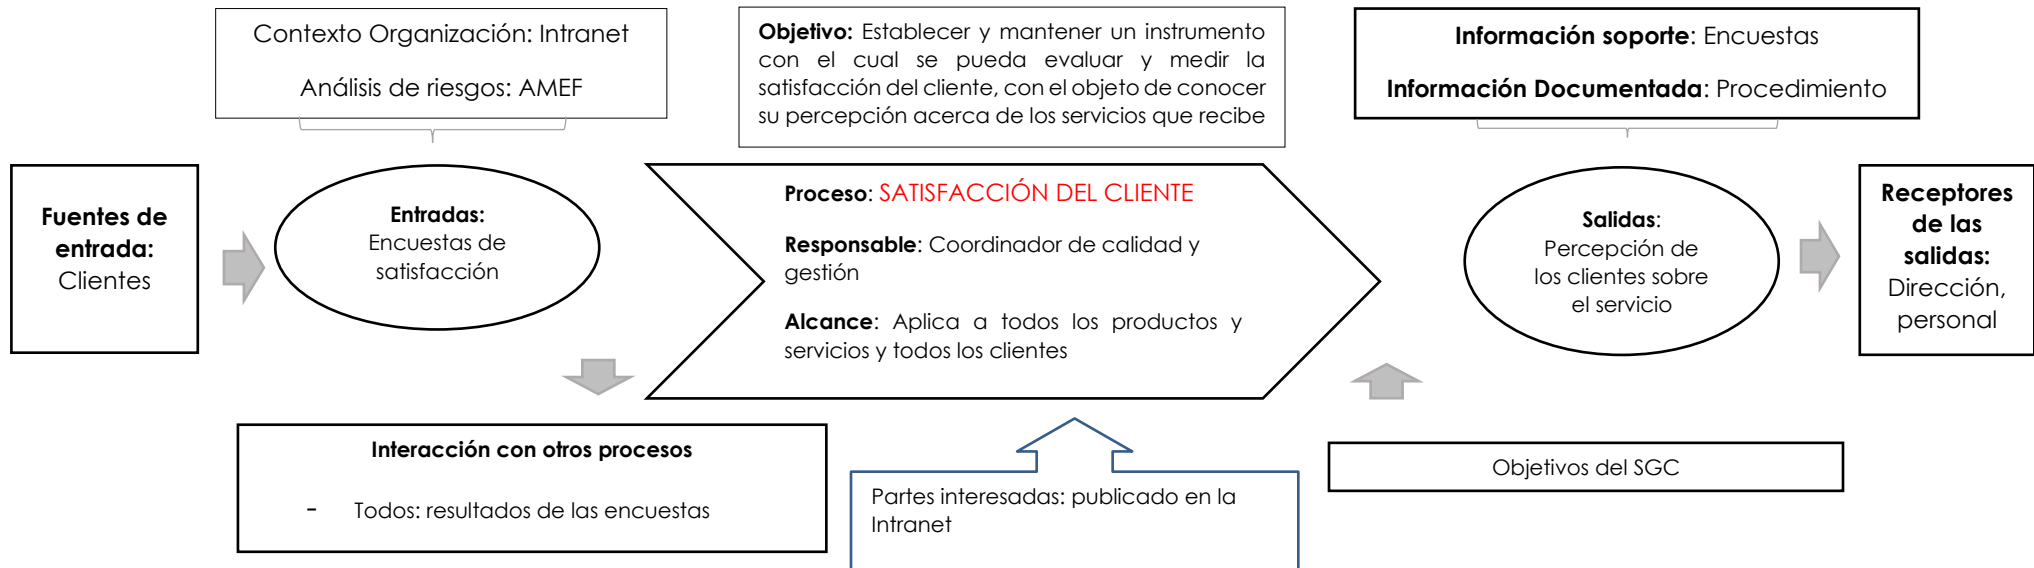 Contexto Organización: Intranet
Análisis de riesgos: AMEF
Objetivo: Establecer y mantener un instrumento
con el cual se pueda evaluar y medir la
satisfacción del cliente, con el objeto de conocer
su percepción acerca de los servicios que recibe
Información soporte: Encuestas
Información Documentada: Procedimiento
Fuentes de
entrada:
Clientes
Entradas:
Encuestas de
satisfacción
Proceso: SATISFACCIÓN DEL CLIENTE
Responsable: Coordinador de calidad y
gestión
Alcance: Aplica a todos los productos y
servicios y todos los clientes
Salidas:
Percepción de
los clientes sobre
el servicio
Receptores
de las
salidas:
Dirección,
personal
Interacción con otros procesos
- Todos: resultados de las encuestas
Partes interesadas: publicado en la
Intranet
Objetivos del SGC